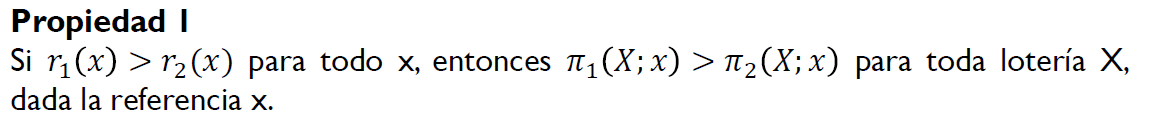 Propiedad 1
Si r₁(x) > r₂(x) para todo x, entonces π₁(X; x) > π₂(X; x) para toda lotería X,
dada la referencia x.